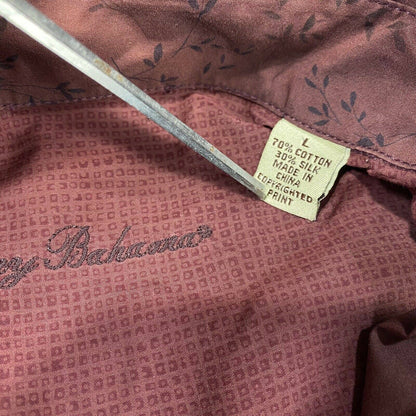 L
70% COTTON
30% SILK
MADE IN
CHINA
COPYRIGHTED
PRINT
Bahama®